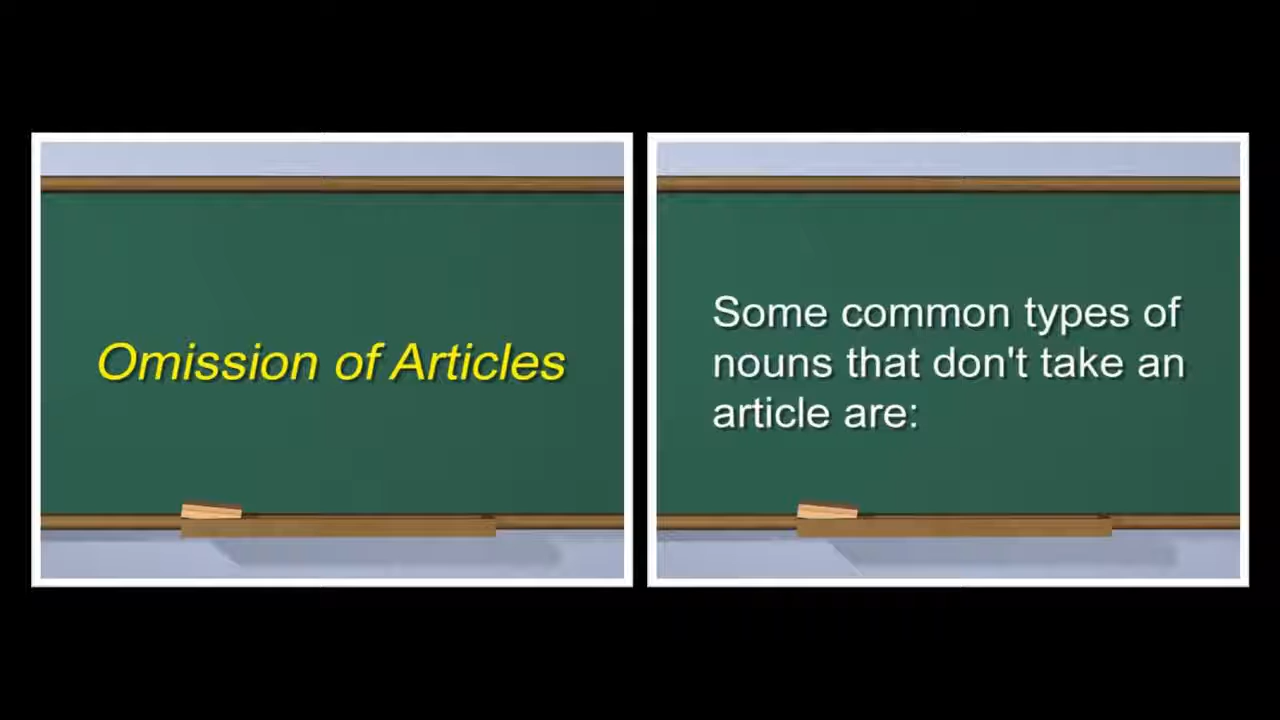 Omission of Articles
Some common types of
nouns that don't take an
article are: